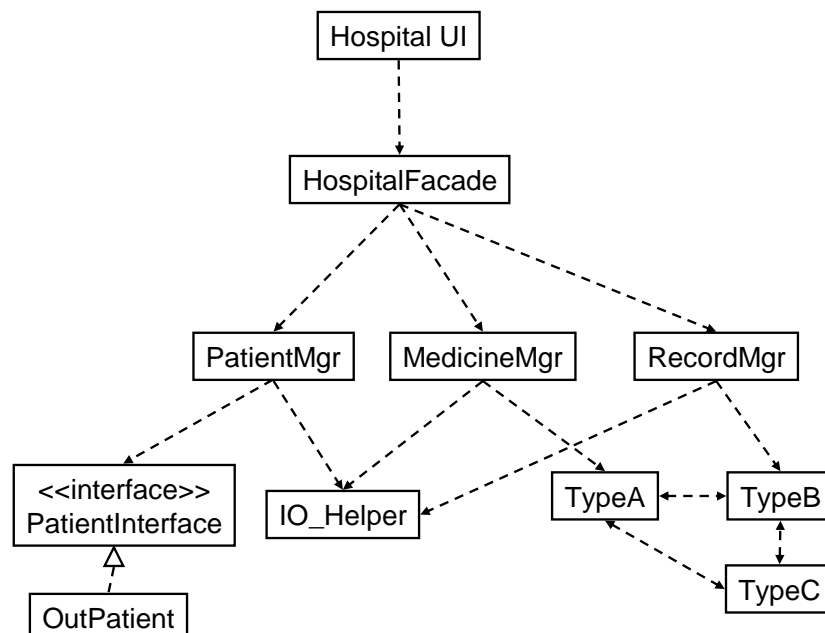 Hospital UI
HospitalFacade
PatientMgr
MedicineMgr
RecordMgr
<<interface>>
PatientInterface
IO_Helper
TypeA
TypeB
TypeC
OutPatient